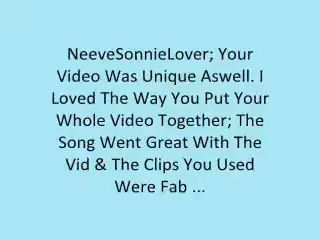 NeeveSonnieLover; Your
Video Was Unique Aswell. I
Loved The Way You Put Your
Whole Video Together; The
Song Went Great With The
Vid & The Clips You Used
Were Fab ...